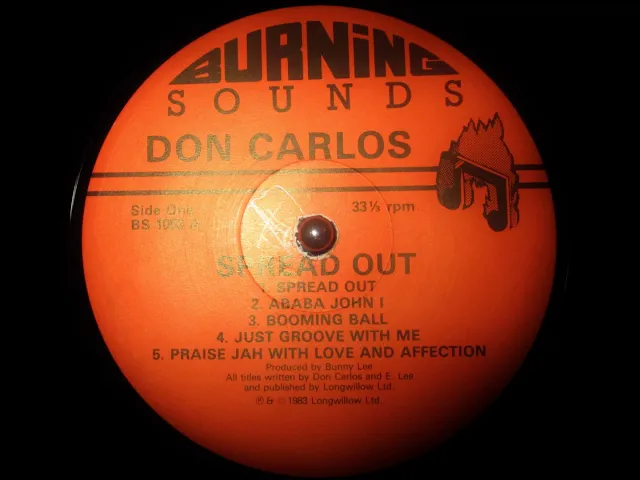 BURNING
SOUNDS
DON CARLOS
Side One
33⅓ rpm
BS
SPREAD OUT
1. SPREAD OUT
2. ABABA JOHN I
3. BOOMING BALL
4. JUST GROOVE WITH ME
5. PRAISE JAH WITH LOVE AND AFFECTION
Produced by Bunny Lee
All titles written by Don Carlos and E. Lee
and published by Longwillow Ltd.
℗ & © 1983 Longwillow Ltd.